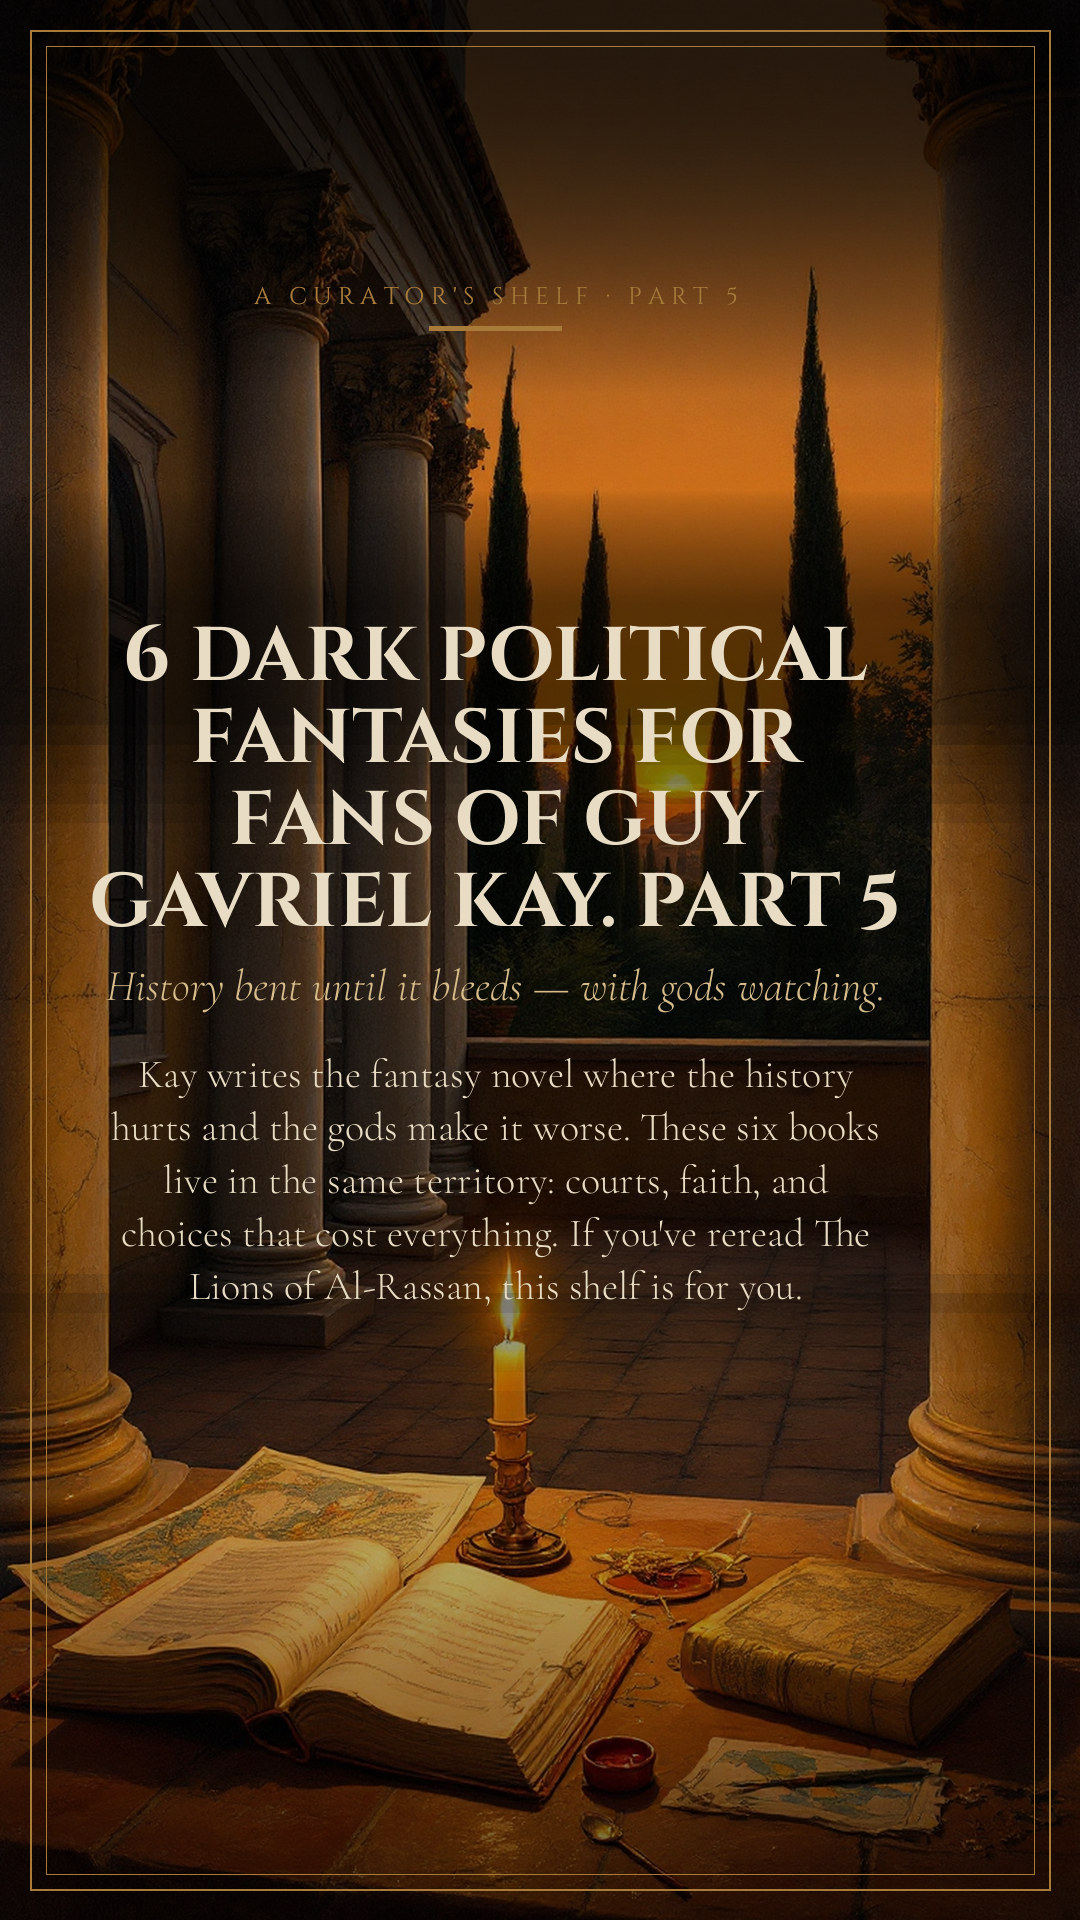 A CURATOR'S SHELF · PART 5
6 DARK POLITICAL
FANTASIES FOR
FANS OF GUY
GAVRIEL KAY. PART 5
History bent until it bleeds — with gods watching.
Kay writes the fantasy novel where the history
hurts and the gods make it worse. These six books
live in the same territory: courts, faith, and
choices that cost everything. If you've reread The
Lions of Al-Rassan, this shelf is for you.